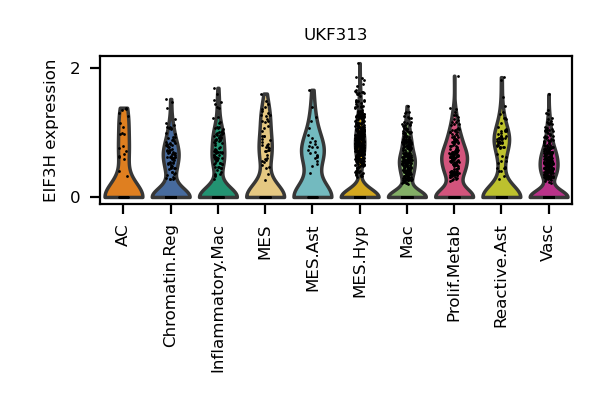 UKF313
EIF3H expression
2
0
AC
Chromatin.Reg
Inflammatory.Mac
MES
MES.Ast
MES.Hyp
Mac
Prolif.Metab
Reactive.Ast
Vasc